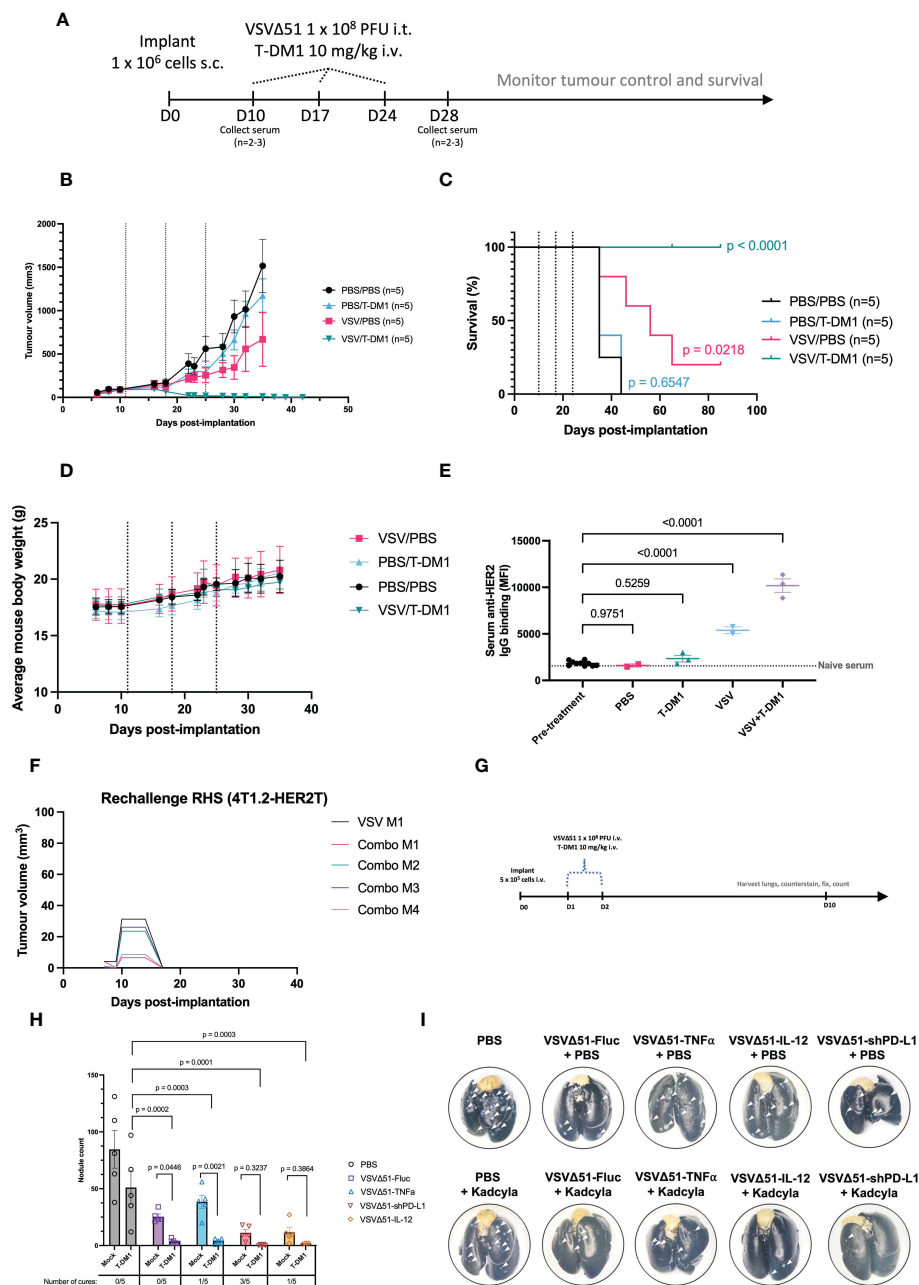 A
Implant
1 x 10⁶ cells s.c.
VSVΔ51 1 x 10⁸ PFU i.t.
T-DM1 10 mg/kg i.v.
Monitor tumour control and survival
D0
D10
D17
D24
D28
Collect serum
(n=2-3)
Collect serum
(n=2-3)
B
Tumour volume (mm3)
2000
1500
1000
500
0
0 10 20 30 40 50
Days post-implantation
PBS/PBS (n=5)
PBS/T-DM1 (n=5)
VSV/PBS (n=5)
VSV/T-DM1 (n=5)
C
Survival (%)
100
50
0
0 20 40 60 80 100
Days post-implantation
p < 0.0001
p = 0.0218
p = 0.6547
PBS/PBS (n=5)
PBS/T-DM1 (n=5)
VSV/PBS (n=5)
VSV/T-DM1 (n=5)
D
Average mouse body weight (g)
25
20
15
10
0 10 20 30 40
Days post-implantation
VSV/PBS
PBS/T-DM1
PBS/PBS
VSV/T-DM1
E
Serum anti-HER2
IgG binding (MFI)
15000
10000
5000
0
<0.0001
<0.0001
0.5259
0.9751
Naive serum
Pre-treatment
PBS
T-DM1
VSV
VSV+T-DM1
F
Rechallenge RHS (4T1.2-HER2T)
Tumour volume (mm³)
100
80
60
40
20
0
0 10 20 30 40
Days post-implantation
VSV M1
Combo M1
Combo M2
Combo M3
Combo M4
G
VSVΔ51 1 x 10⁸ PFU i.v.
T-DM1 10 mg/kg i.v.
Implant
5 x 10⁵ cells i.v.
Harvest lungs, counterstain, fix, count
D0
D1
D2
D10
H
p = 0.0003
p = 0.0001
p = 0.0003
p = 0.0002
p = 0.0446
p = 0.0021
p = 0.3237
p = 0.3864
Nodule count
150
100
50
0
PBS
VSVΔ51-Fluc
VSVΔ51-TNFa
VSVΔ51-shPD-L1
VSVΔ51-IL-12
Mock T-DM1 Mock T-DM1 Mock T-DM1 Mock T-DM1 Mock T-DM1
Number of cures: 0/5 0/5 1/5 3/5 1/5
I
PBS
VSVΔ51-Fluc
+ PBS
VSVΔ51-TNFα
+ PBS
VSVΔ51-IL-12
+ PBS
VSVΔ51-shPD-L1
+ PBS
PBS
+ Kadcyla
VSVΔ51-Fluc
+ Kadcyla
VSVΔ51-TNFα
+ Kadcyla
VSVΔ51-IL-12
+ Kadcyla
VSVΔ51-shPD-L1
+ Kadcyla